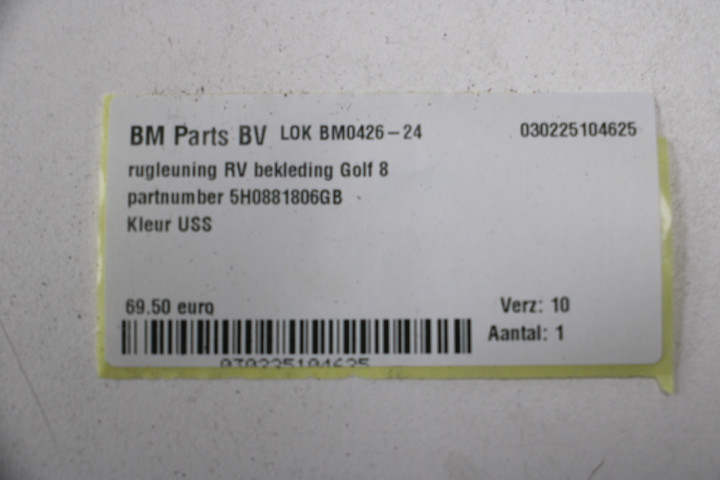 BM Parts BV LOK BM0426-24 030225104625
rugleuning RV bekleding Golf 8
partnumber 5H0881806GB
Kleur USS
69.50 euro Verz: 10
Aantal: 1
030225104625